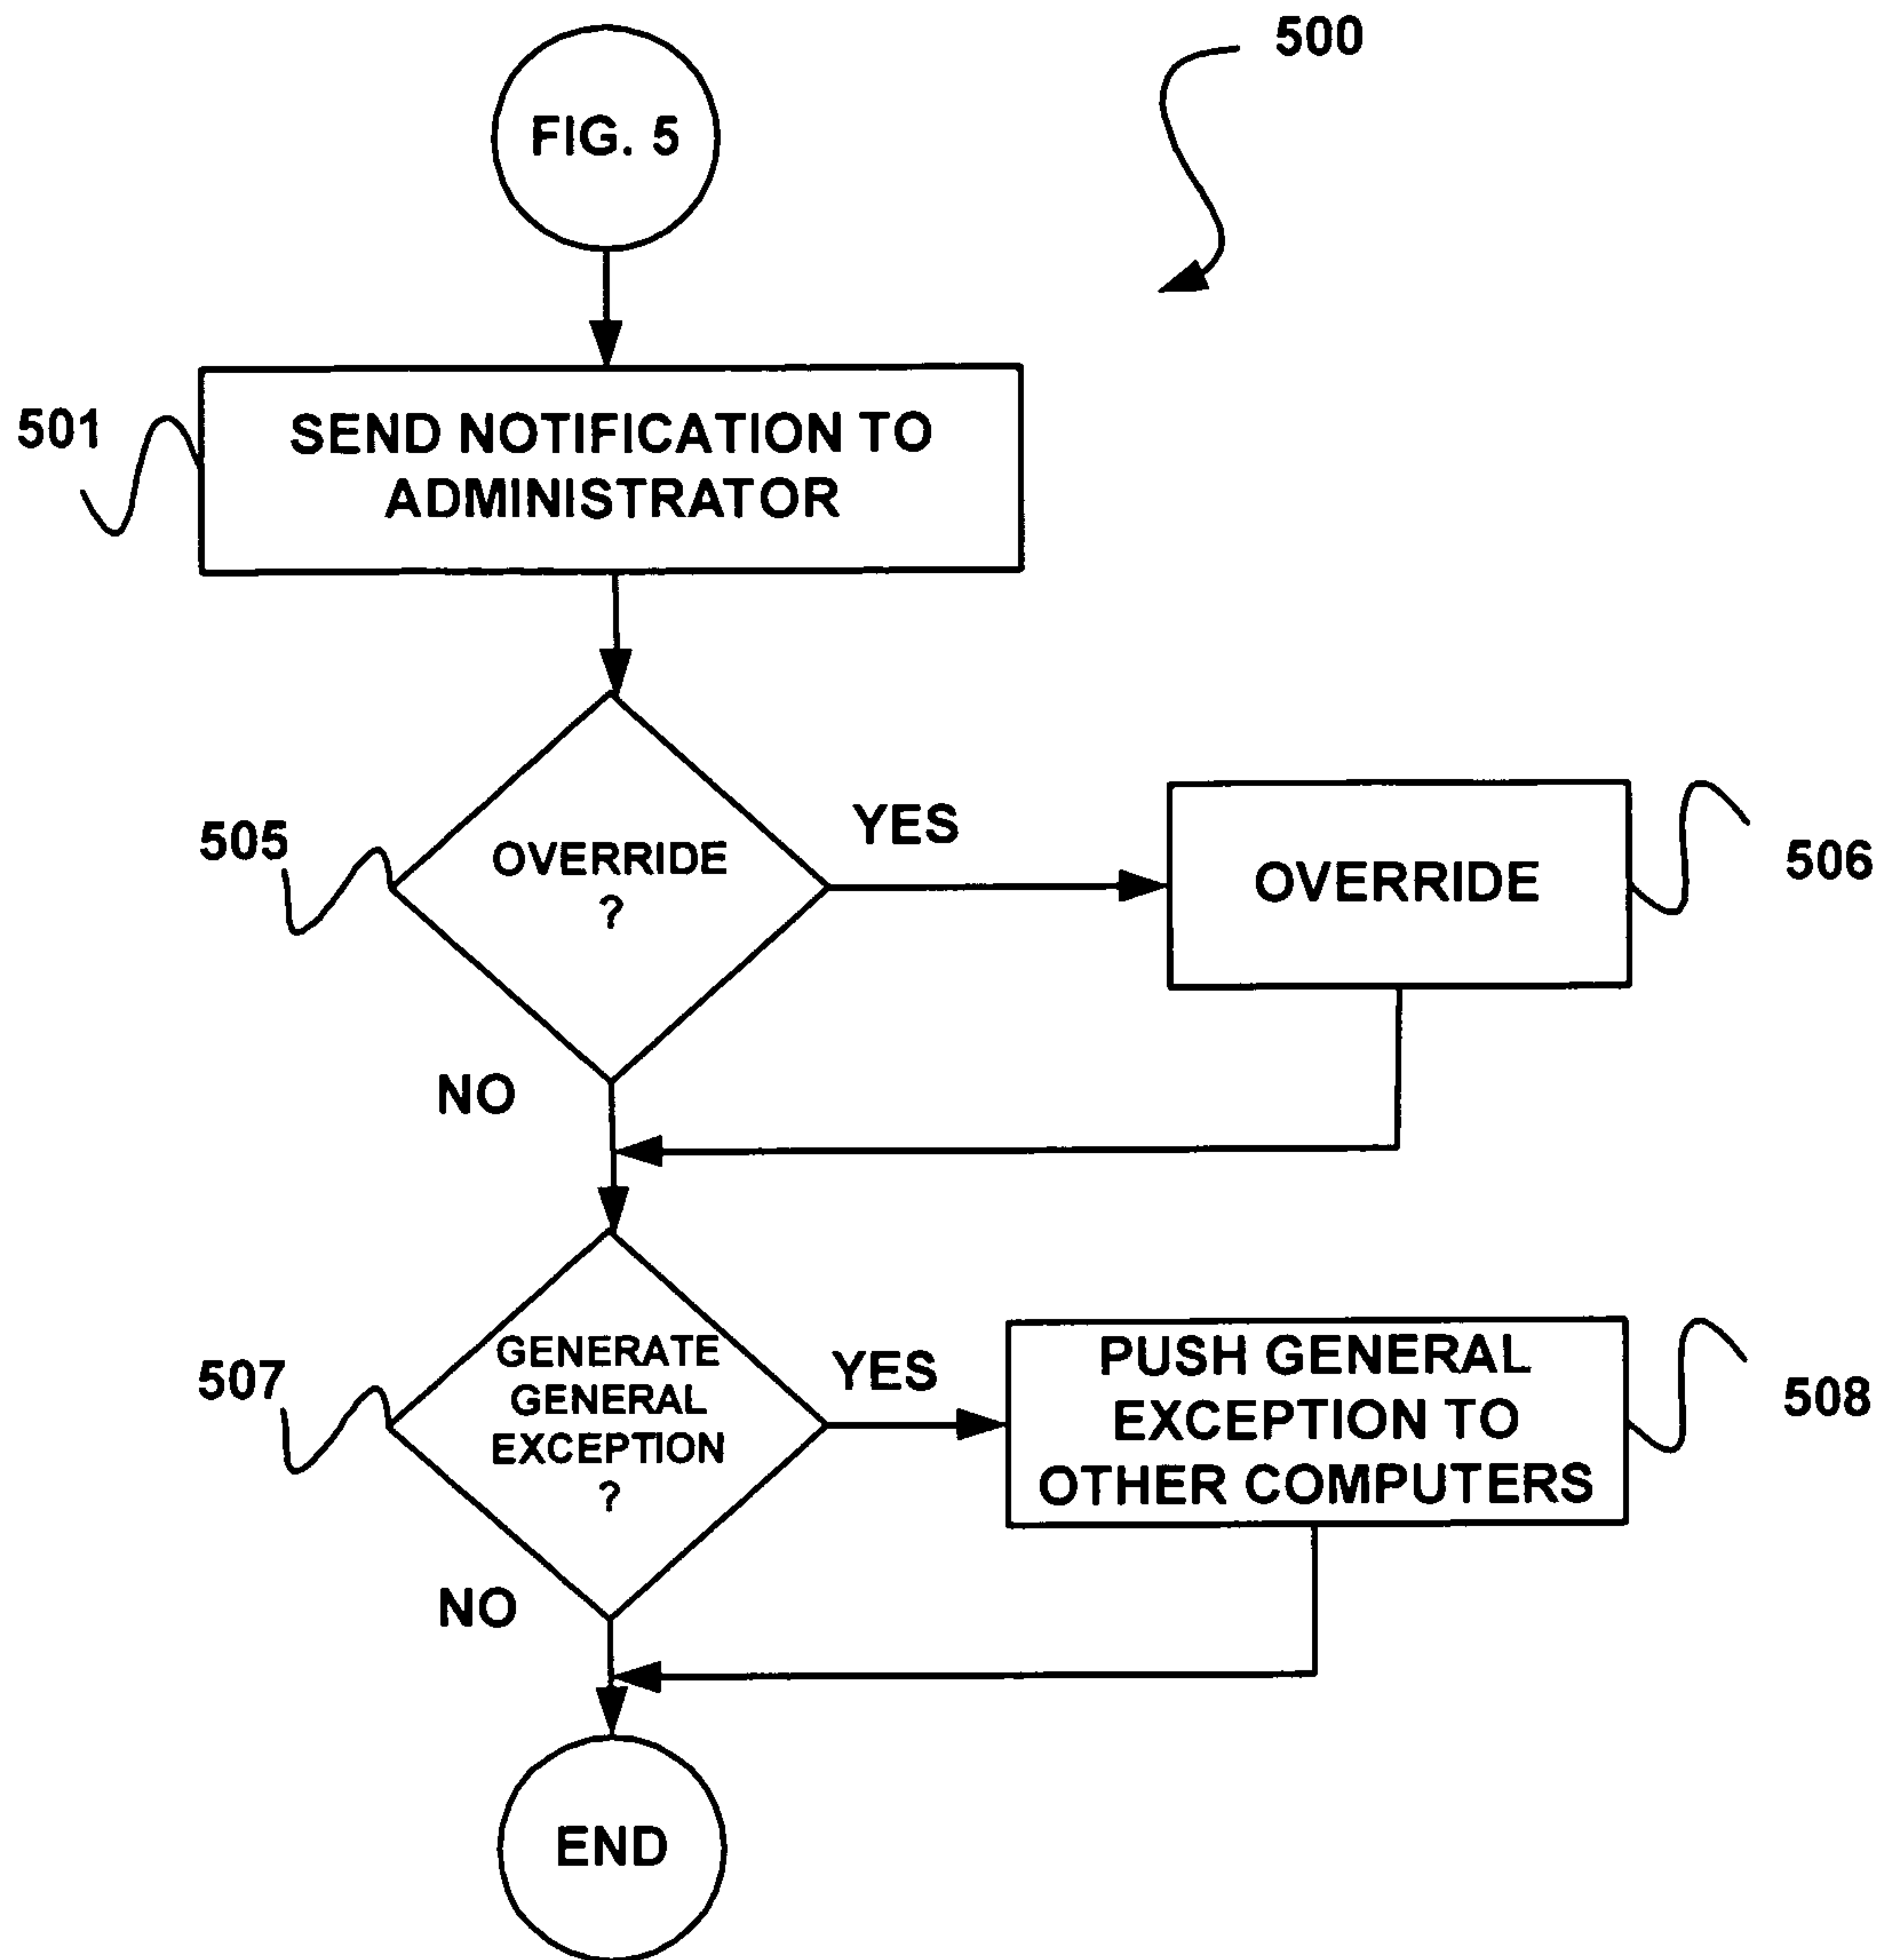 500
FIG. 5
501
SEND NOTIFICATION TO
ADMINISTRATOR
505
OVERRIDE
?
YES
OVERRIDE
506
NO
507
GENERATE
GENERAL
EXCEPTION
?
YES
PUSH GENERAL
EXCEPTION TO
OTHER COMPUTERS
508
NO
END